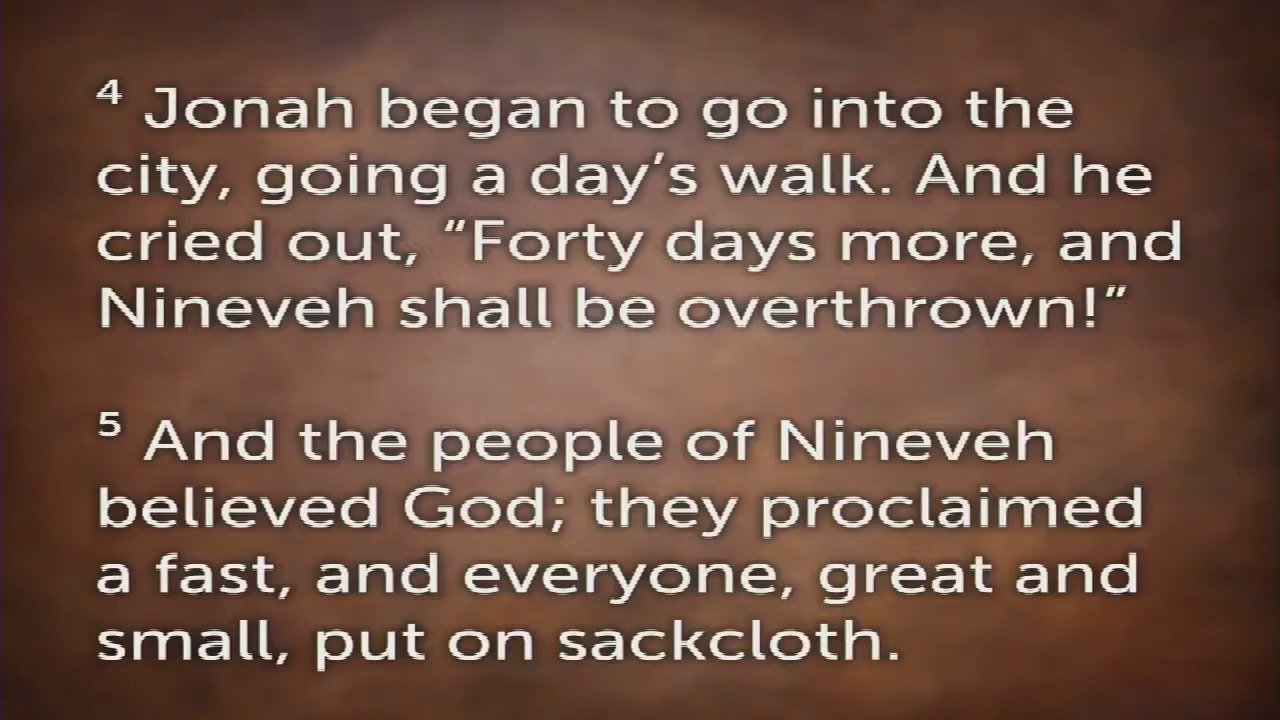 4 Jonah began to go into the
city, going a day’s walk. And he
cried out, “Forty days more, and
Nineveh shall be overthrown!”
5 And the people of Nineveh
believed God; they proclaimed
a fast, and everyone, great and
small, put on sackcloth.